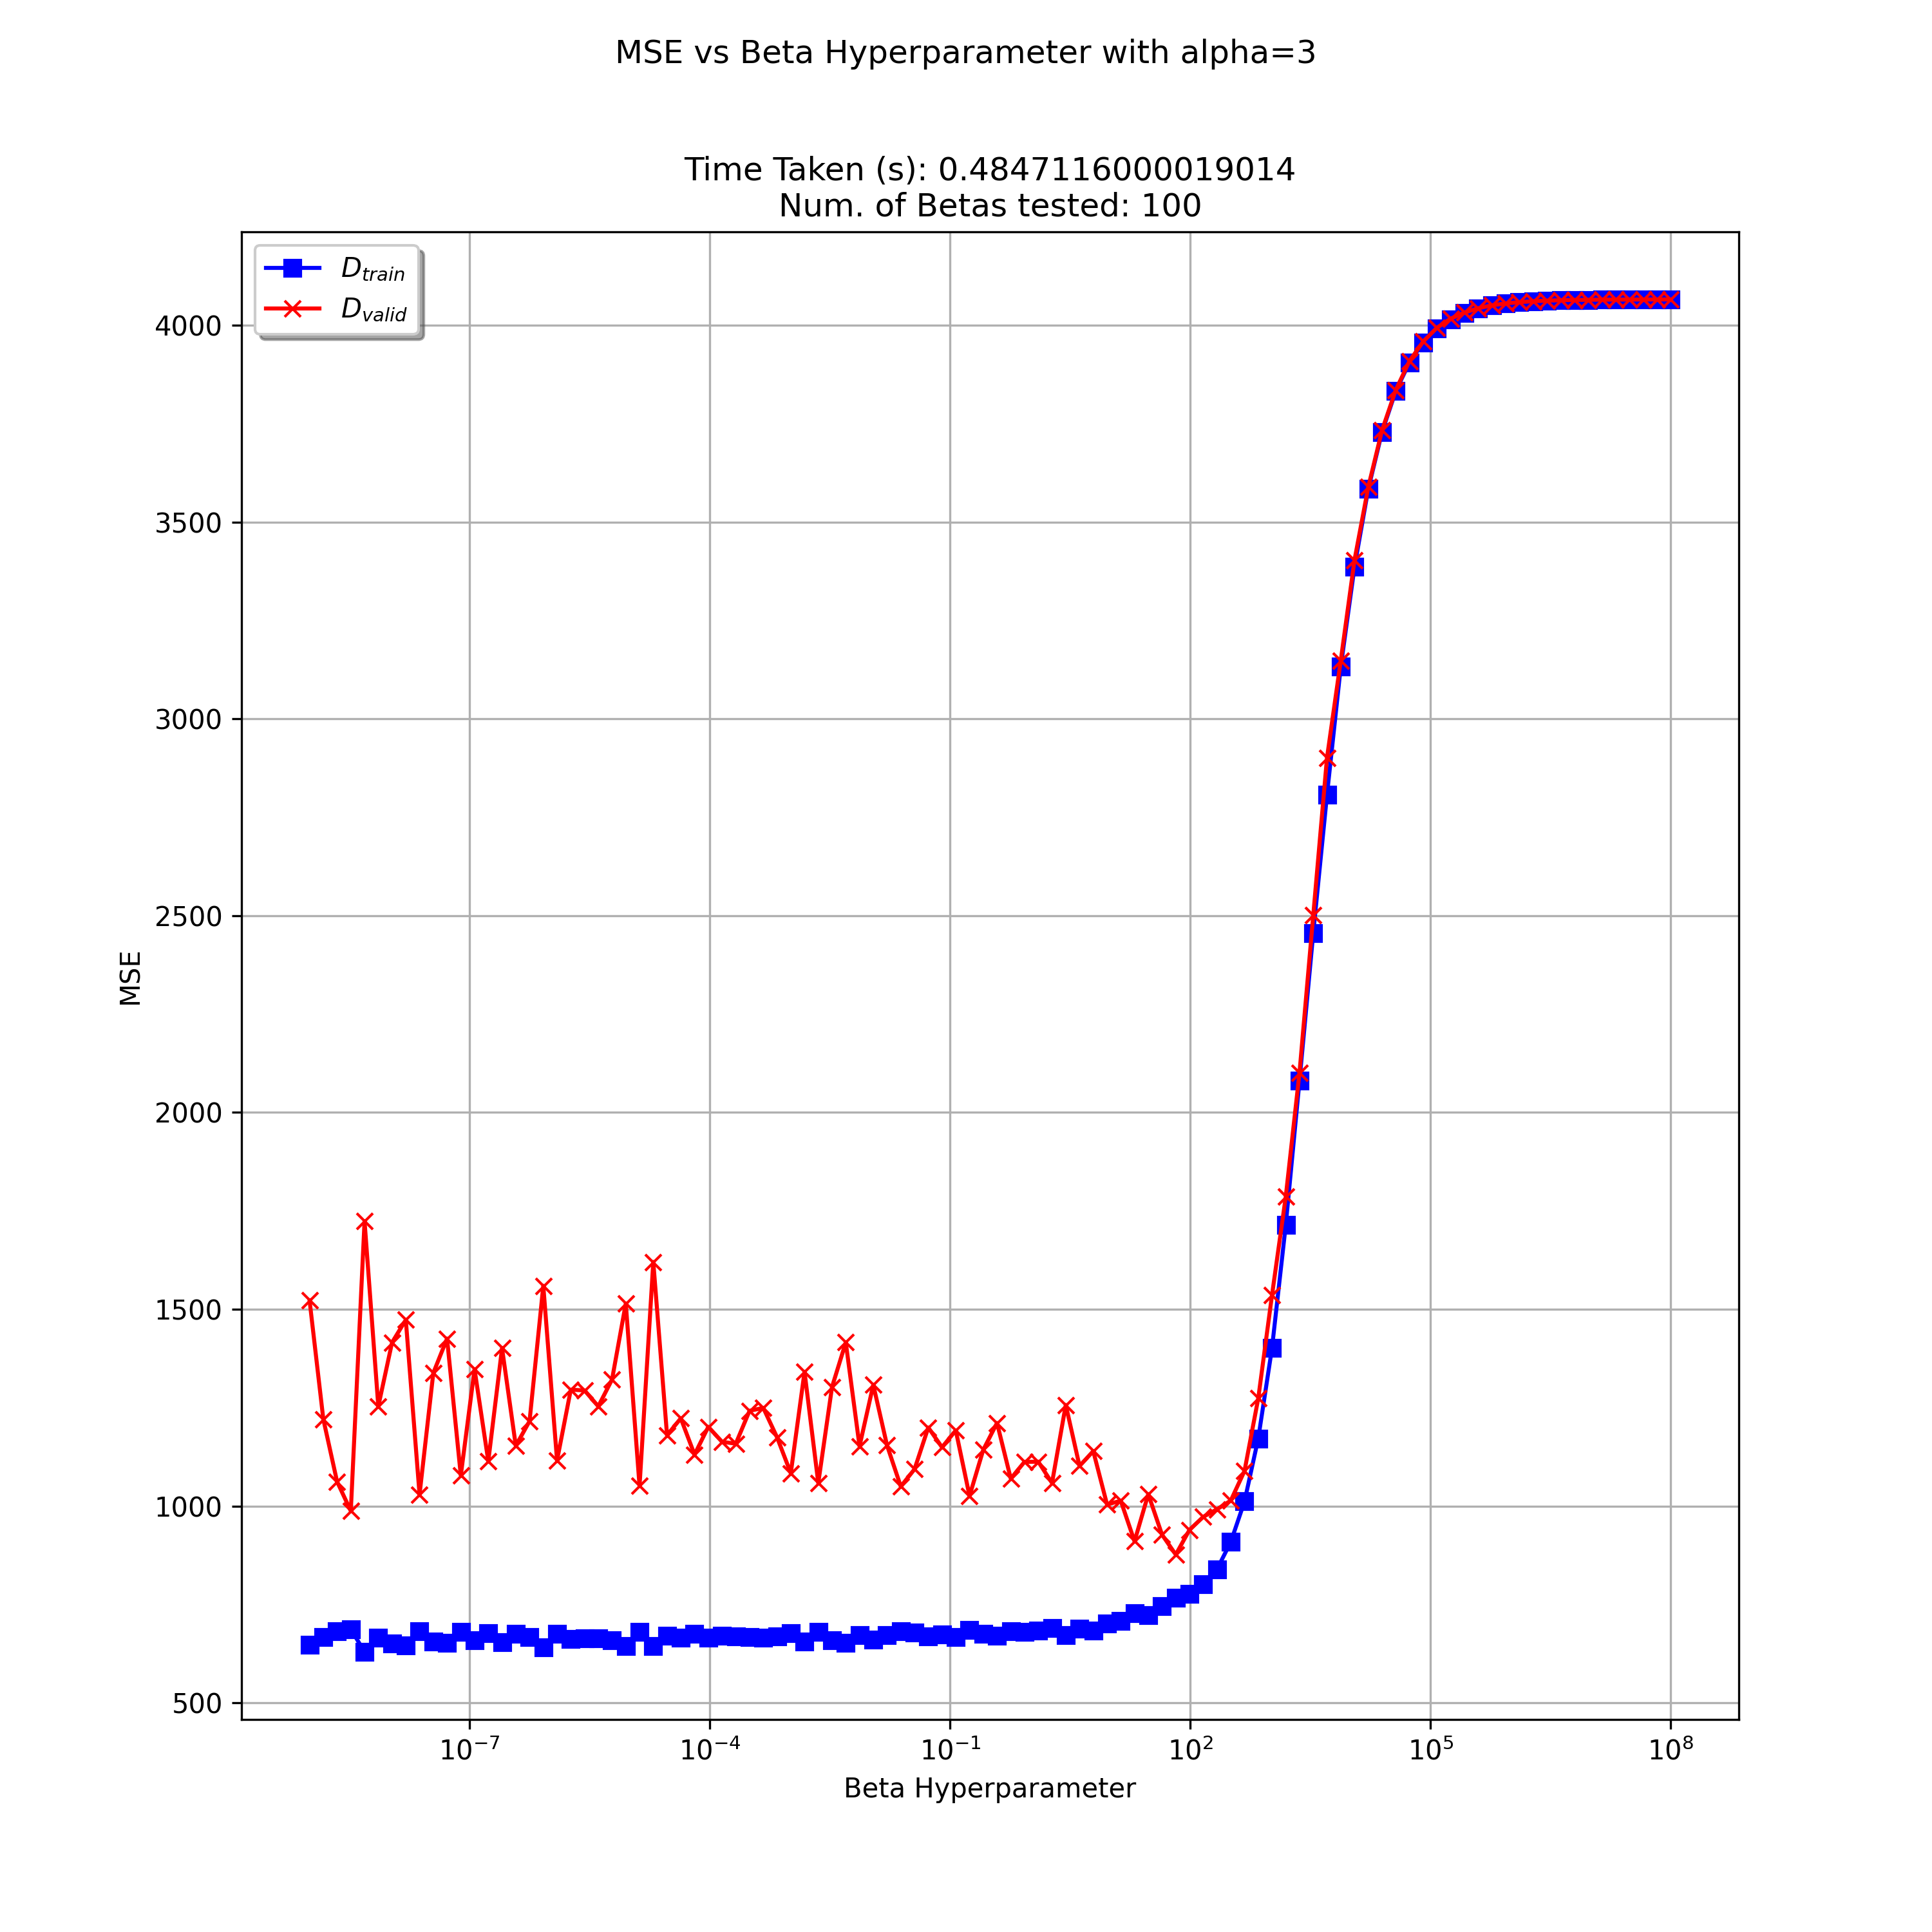 MSE vs Beta Hyperparameter with alpha=3
Time Taken (s): 0.4847116000019014
Num. of Betas tested: 100
D_train
D_valid
4000
3500
3000
2500
2000
1500
1000
500
MSE
10^-7 10^-4 10^-1 10^2 10^5 10^8
Beta Hyperparameter